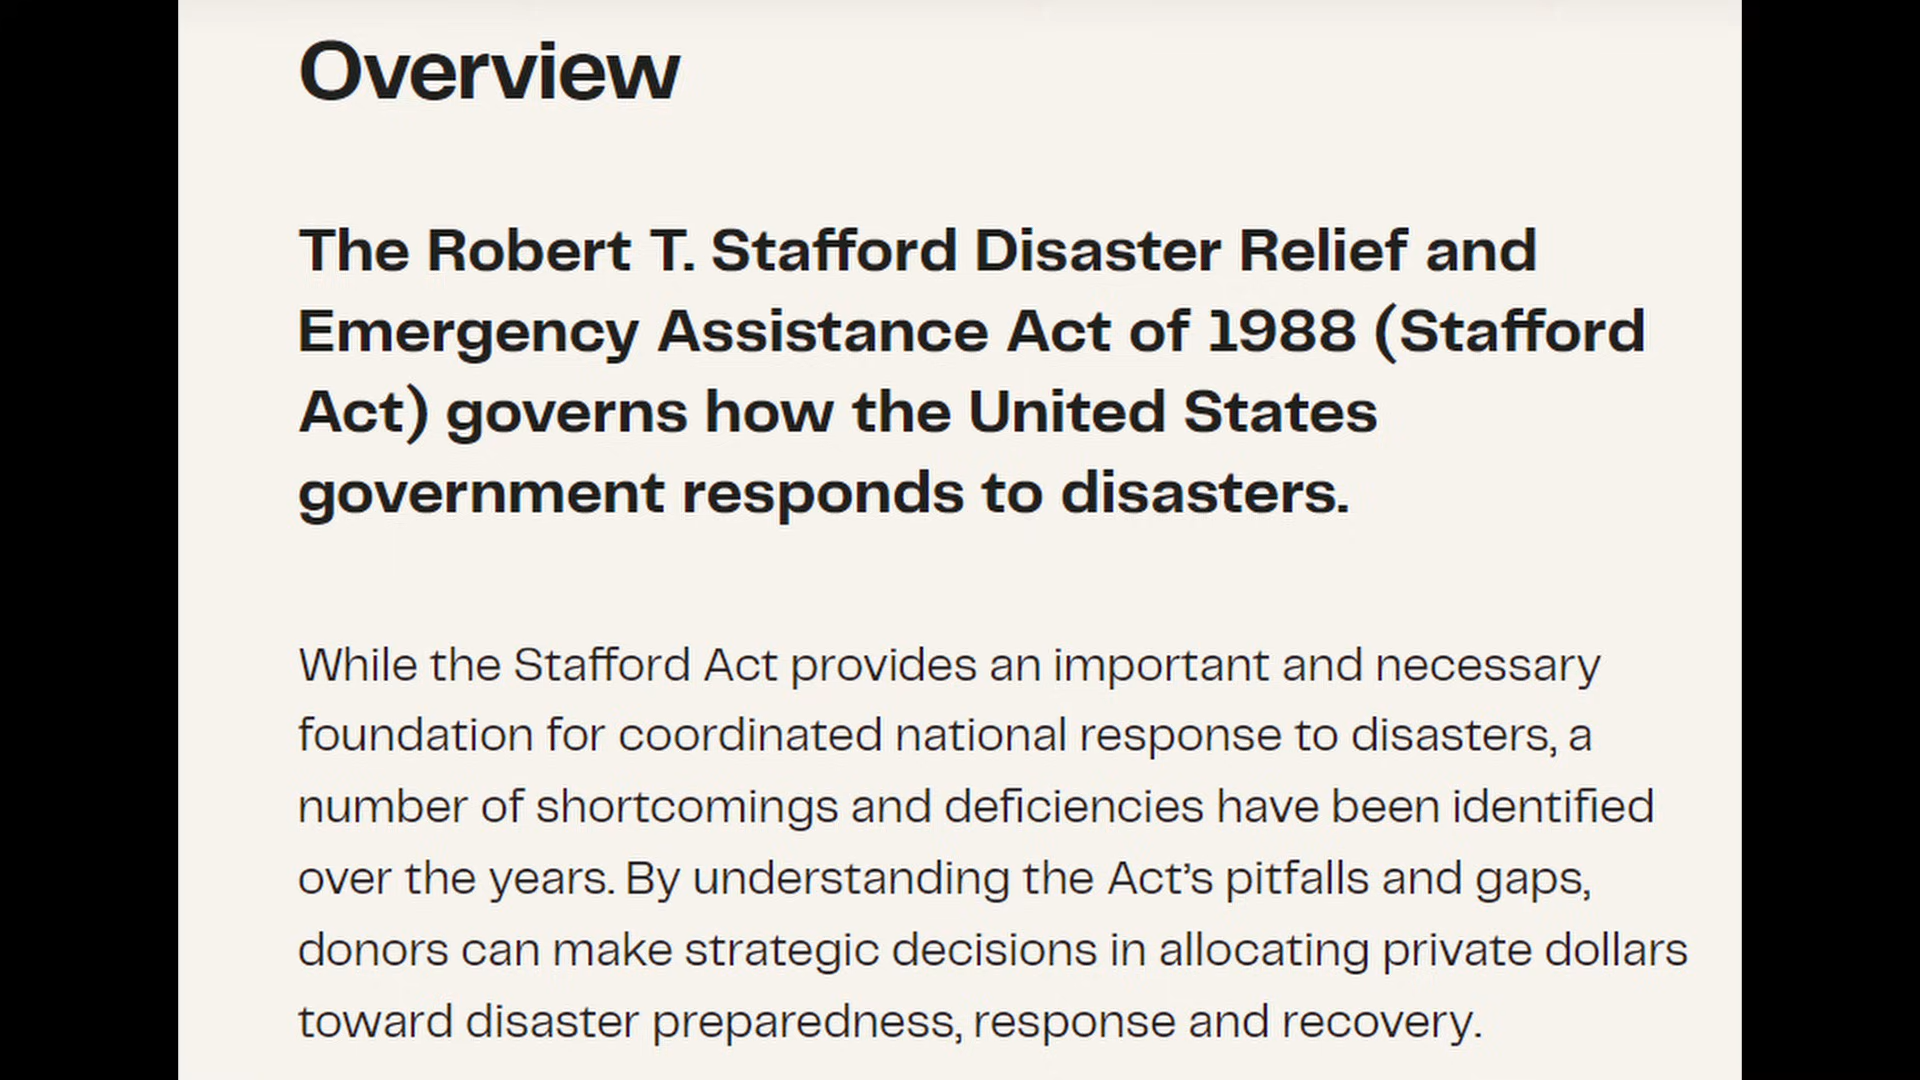 Overview
The Robert T. Stafford Disaster Relief and
Emergency Assistance Act of 1988 (Stafford
Act) governs how the United States
government responds to disasters.
While the Stafford Act provides an important and necessary
foundation for coordinated national response to disasters, a
number of shortcomings and deficiencies have been identified
over the years. By understanding the Act’s pitfalls and gaps,
donors can make strategic decisions in allocating private dollars
toward disaster preparedness, response and recovery.